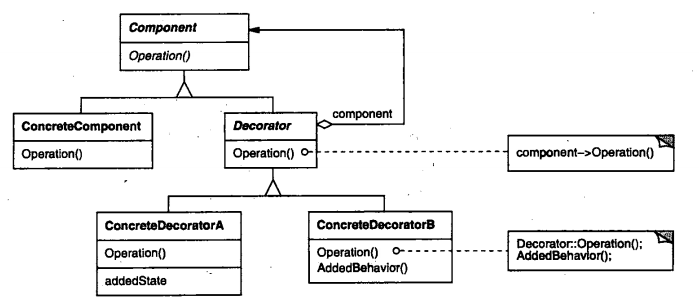 Component
Operation()
component
ConcreteComponent
Operation()
Decorator
Operation()
component–>Operation()
ConcreteDecoratorA
Operation()
addedState
ConcreteDecoratorB
Operation()
AddedBehavior()
Decorator::Operation();
AddedBehavior();